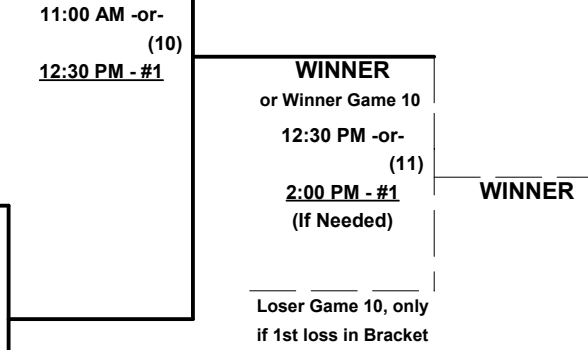 11:00 AM -or-
(10)
12:30 PM - #1
WINNER
or Winner Game 10
12:30 PM -or-
(11)
2:00 PM - #1
(If Needed)
WINNER
Loser Game 10, only
if 1st loss in Bracket